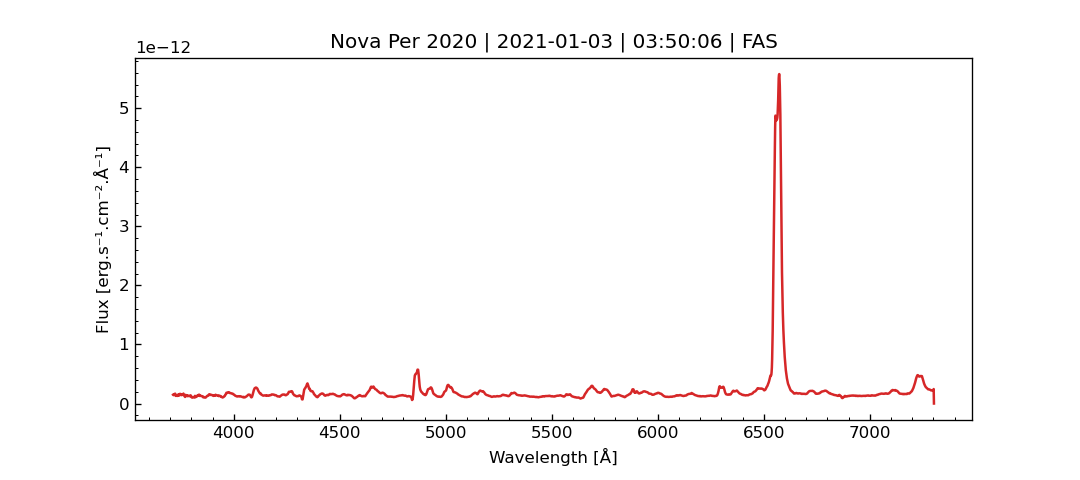 Nova Per 2020 | 2021-01-03 | 03:50:06 | FAS
1e−12
5
4
3
2
1
0
Flux [erg.s⁻¹.cm⁻².Å⁻¹]
4000 4500 5000 5500 6000 6500 7000
Wavelength [Å]